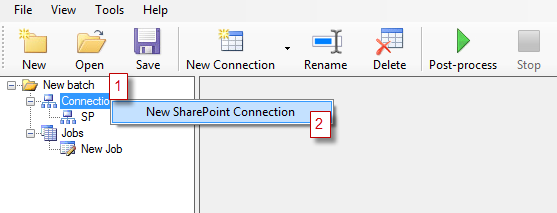 File View Tools Help
New Open Save New Connection Rename Delete Post-process Stop
New batch
1
Connectio
New SharePoint Connection
2
SP
Jobs
New Job